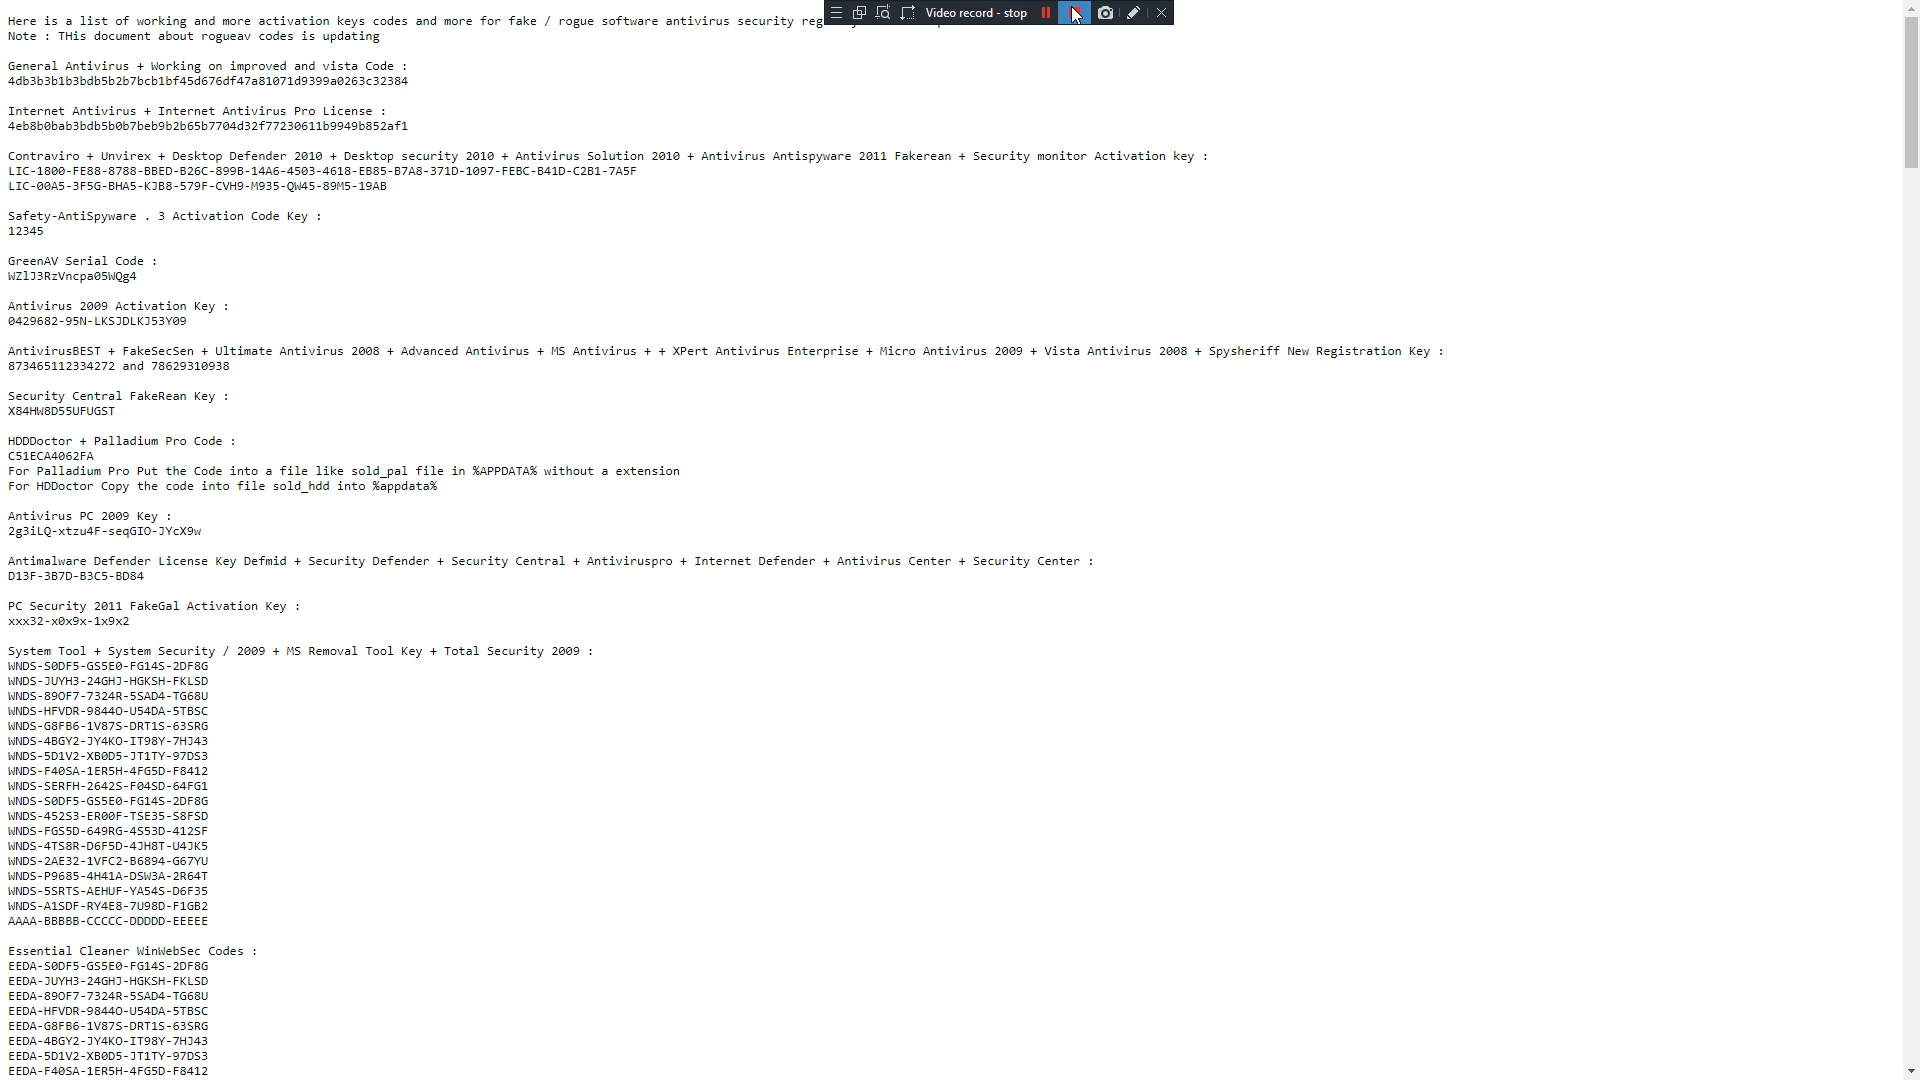 Here is a list of working and more activation keys codes and more for fake / rogue software antivirus security reg
Video record - stop
Note : THis document about rogueav codes is updating
General Antivirus + Working on improved and vista Code :
4db3b3b1b3bdb5b2b7bcb1bf45d676df47a81071d9399a0263c32384
Internet Antivirus + Internet Antivirus Pro License :
4eb8b0bab3bdb5b0b7beb9b2b65b7704d32f77230611b9949b852af1
Contraviro + Unvirex + Desktop Defender 2010 + Desktop security 2010 + Antivirus Solution 2010 + Antivirus Antispyware 2011 Fakerean + Security monitor Activation key :
LIC-1800-FE88-8788-BBED-B26C-899B-14A6-4503-4618-EB85-B7A8-371D-1097-FEBC-B41D-C2B1-7A5F
LIC-00A5-3F5G-BHA5-KJB8-579F-CVH9-M935-QW45-89M5-19AB
Safety-AntiSpyware . 3 Activation Code Key :
12345
GreenAV Serial Code :
WZlJ3RzVncpa05WQg4
Antivirus 2009 Activation Key :
0429682-95N-LKSJDLKJ53Y09
AntivirusBEST + FakeSecSen + Ultimate Antivirus 2008 + Advanced Antivirus + MS Antivirus + + XPert Antivirus Enterprise + Micro Antivirus 2009 + Vista Antivirus 2008 + Spysheriff New Registration Key :
873465112334272 and 78629310938
Security Central FakeRean Key :
X84HW8D55UFUGST
HDDDoctor + Palladium Pro Code :
C51ECA4062FA
For Palladium Pro Put the Code into a file like sold_pal file in %APPDATA% without a extension
For HDDoctor Copy the code into file sold_hdd into %appdata%
Antivirus PC 2009 Key :
2g3iLQ-xtzu4F-seqGIO-JYcX9w
Antimalware Defender License Key Defmid + Security Defender + Security Central + Antiviruspro + Internet Defender + Antivirus Center + Security Center :
D13F-3B7D-B3C5-BD84
PC Security 2011 FakeGal Activation Key :
xxx32-x0x9x-1x9x2
System Tool + System Security / 2009 + MS Removal Tool Key + Total Security 2009 :
WNDS-S0DF5-GS5E0-FG14S-2DF8G
WNDS-JUYH3-24GHJ-HGKSH-FKLSD
WNDS-89OF7-7324R-5SAD4-TG68U
WNDS-HFVDR-9844O-U54DA-5TBSC
WNDS-G8FB6-1V87S-DRT1S-63SRG
WNDS-4BGY2-JY4KO-IT98Y-7HJ43
WNDS-5D1V2-XB0D5-JT1TY-97DS3
WNDS-F40SA-1ER5H-4FG5D-F8412
WNDS-SERFH-2642S-F04SD-64FG1
WNDS-S0DF5-GS5E0-FG14S-2DF8G
WNDS-452S3-ER00F-TSE35-S8FSD
WNDS-FGS5D-649RG-4S53D-412SF
WNDS-4TS8R-D6F5D-4JH8T-U4JK5
WNDS-2AE32-1VFC2-B6894-G67YU
WNDS-P9685-4H41A-DSW3A-2R64T
WNDS-5SRTS-AEHUF-YA54S-D6F35
WNDS-A1SDF-RY4E8-7U98D-F1GB2
AAAA-BBBBB-CCCCC-DDDDD-EEEEE
Essential Cleaner WinWebSec Codes :
EEDA-S0DF5-GS5E0-FG14S-2DF8G
EEDA-JUYH3-24GHJ-HGKSH-FKLSD
EEDA-89OF7-7324R-5SAD4-TG68U
EEDA-HFVDR-9844O-U54DA-5TBSC
EEDA-G8FB6-1V87S-DRT1S-63SRG
EEDA-4BGY2-JY4KO-IT98Y-7HJ43
EEDA-5D1V2-XB0D5-JT1TY-97DS3
EEDA-F40SA-1ER5H-4FG5D-F8412